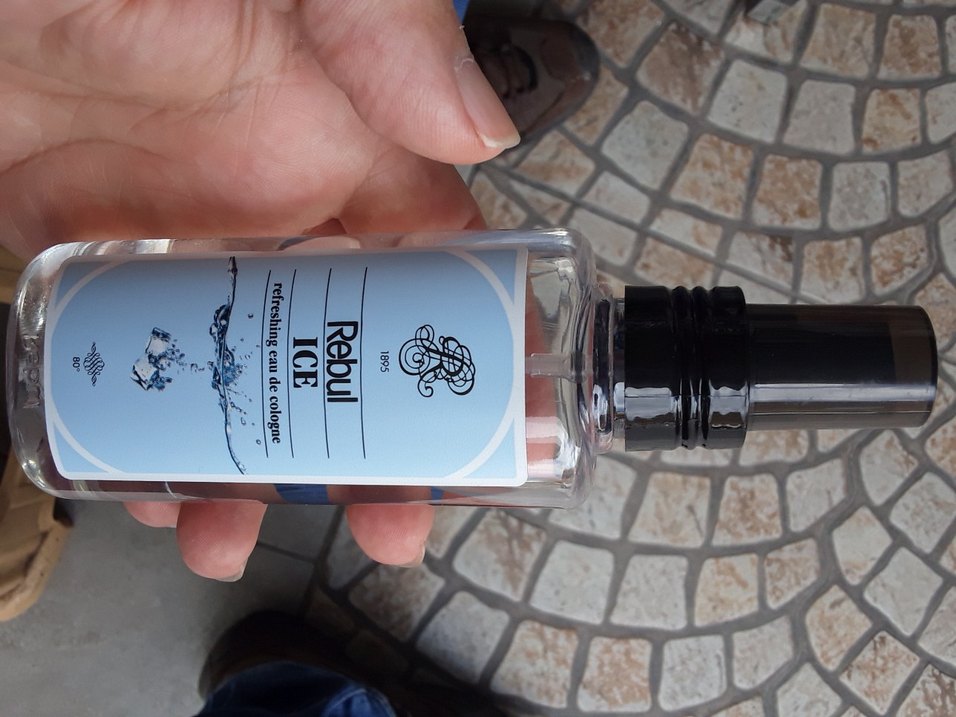 1895
Rebul
ICE
refreshing eau de cologne
80°